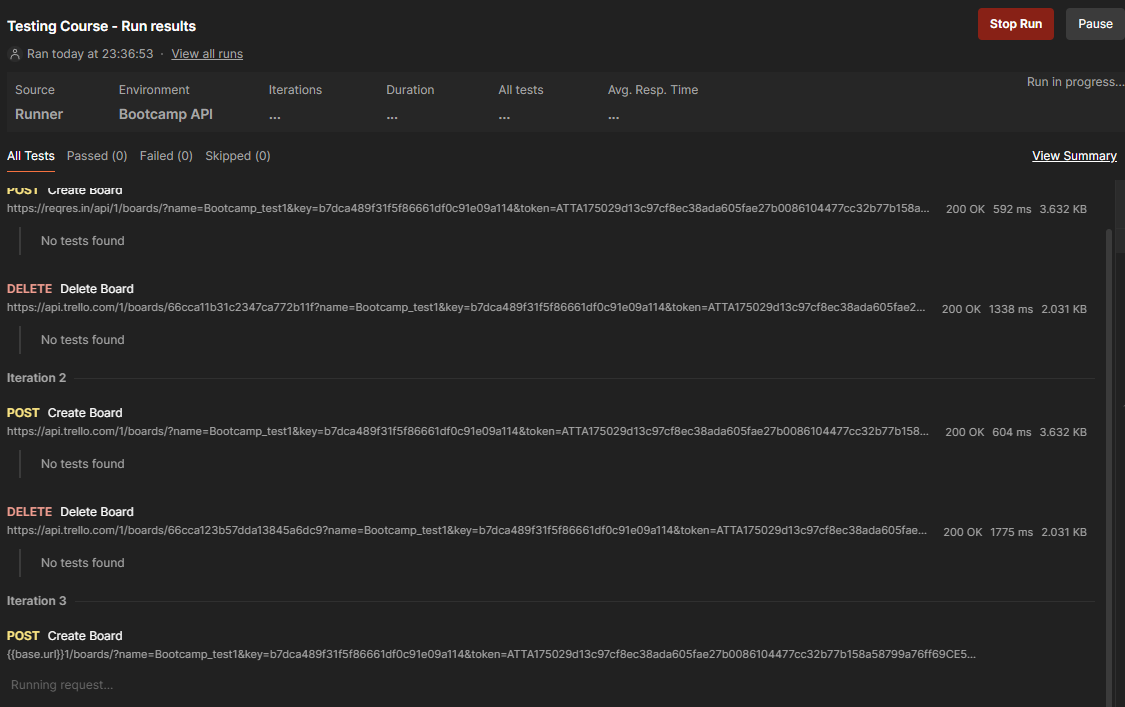 Testing Course - Run results
Stop Run
Pause
Ran today at 23:36:53 · View all runs
Source Environment Iterations Duration All tests Avg. Resp. Time
Run in progress...
Runner Bootcamp API ... ... ... ...
All Tests Passed (0) Failed (0) Skipped (0)
View Summary
POST Create Board
https://reqres.in/api/1/boards/?name=Bootcamp_test1&key=b7dca489f31f5f86661df0c91e09a114&token=ATTA175029d13c97cf8ec38ada605fae27b0086104477cc32b77b158a... 200 OK 592 ms 3.632 KB
No tests found
DELETE Delete Board
https://api.trello.com/1/boards/66cca11b31c2347ca772b11f?name=Bootcamp_test1&key=b7dca489f31f5f86661df0c91e09a114&token=ATTA175029d13c97cf8ec38ada605fae2... 200 OK 1338 ms 2.031 KB
No tests found
Iteration 2
POST Create Board
https://api.trello.com/1/boards/?name=Bootcamp_test1&key=b7dca489f31f5f86661df0c91e09a114&token=ATTA175029d13c97cf8ec38ada605fae27b0086104477cc32b77b158... 200 OK 604 ms 3.632 KB
No tests found
DELETE Delete Board
https://api.trello.com/1/boards/66cca123b57dda13845a6dc9?name=Bootcamp_test1&key=b7dca489f31f5f86661df0c91e09a114&token=ATTA175029d13c97cf8ec38ada605fae... 200 OK 1775 ms 2.031 KB
No tests found
Iteration 3
POST Create Board
{{base.url}}1/boards/?name=Bootcamp_test1&key=b7dca489f31f5f86661df0c91e09a114&token=ATTA175029d13c97cf8ec38ada605fae27b0086104477cc32b77b158a58799a76ff69CE5...
Running request...